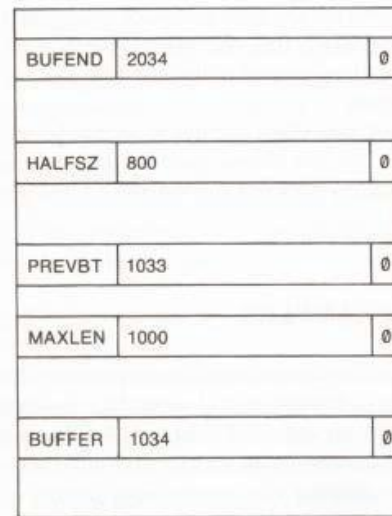 BUFEND 2034 0
HALFSZ 800 0
PREVBT 1033 0
MAXLEN 1000 0
BUFFER 1034 0